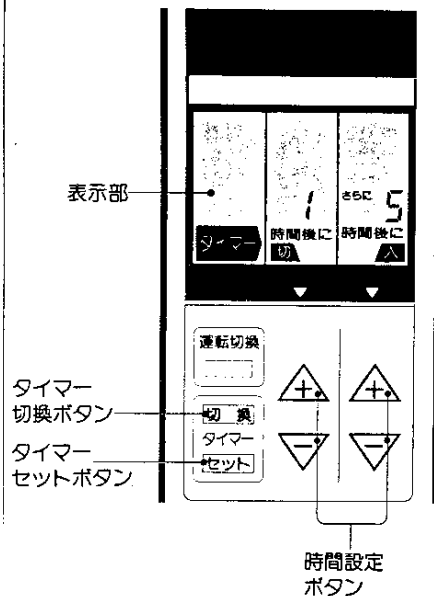 表示部
タイマー
1
時間後に
切
さらに 5
時間後に
入
運転切換
タイマー
切換ボタン
切 換
タイマー
セット
タイマー
セットボタン
+
+
−
−
時間設定
ボタン